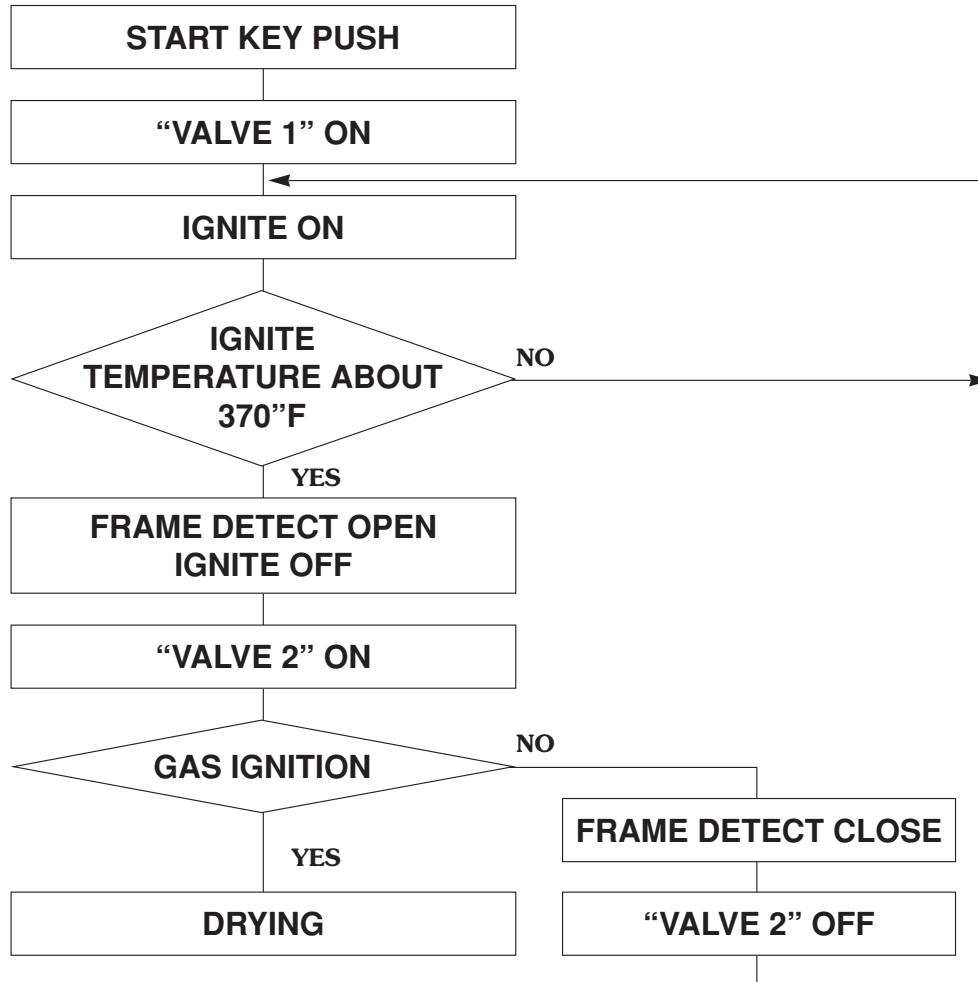 START KEY PUSH
“VALVE 1” ON
IGNITE ON
IGNITE
TEMPERATURE ABOUT
370”F
NO
YES
FRAME DETECT OPEN
IGNITE OFF
“VALVE 2” ON
GAS IGNITION
NO
FRAME DETECT CLOSE
YES
DRYING
“VALVE 2” OFF